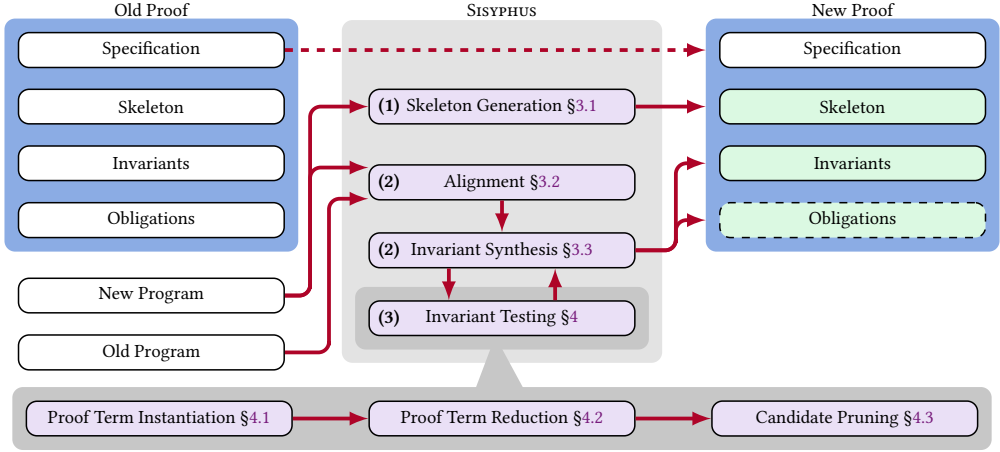 Old Proof
Specification
Skeleton
Invariants
Obligations
New Program
Old Program
SISYPHUS
(1) Skeleton Generation §3.1
(2) Alignment §3.2
(2) Invariant Synthesis §3.3
(3) Invariant Testing §4
New Proof
Specification
Skeleton
Invariants
Obligations
Proof Term Instantiation §4.1
Proof Term Reduction §4.2
Candidate Pruning §4.3